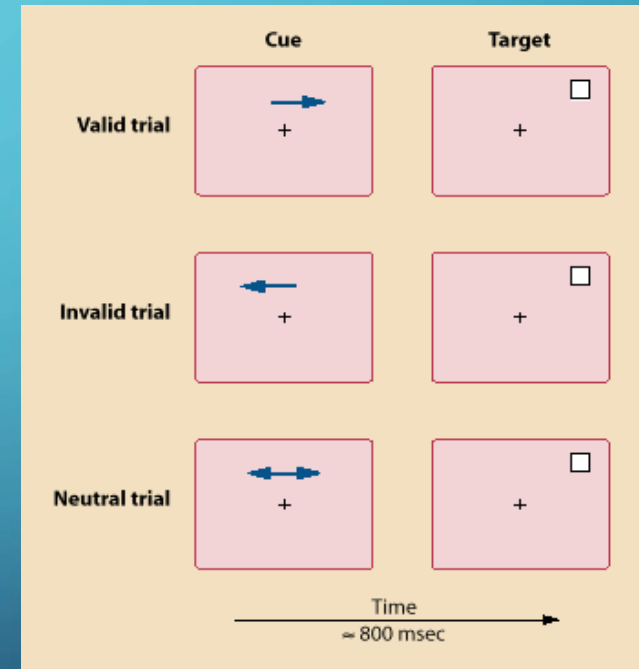 Cue Target
Valid trial
Invalid trial
Neutral trial
Time
≈ 800 msec